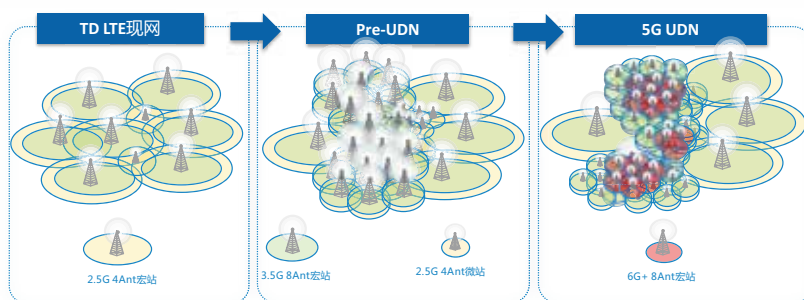 TD LTE现网
Pre-UDN
5G UDN
2.5G 4Ant宏站
3.5G 8Ant宏站
2.5G 4Ant微站
6G+ 8Ant宏站